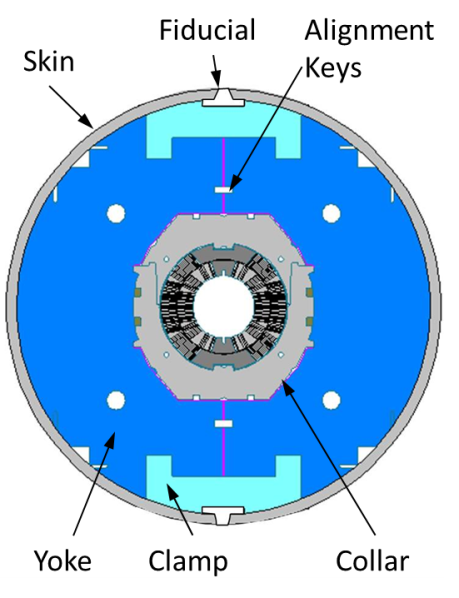 Fiducial
Alignment
Keys
Skin
Yoke
Clamp
Collar